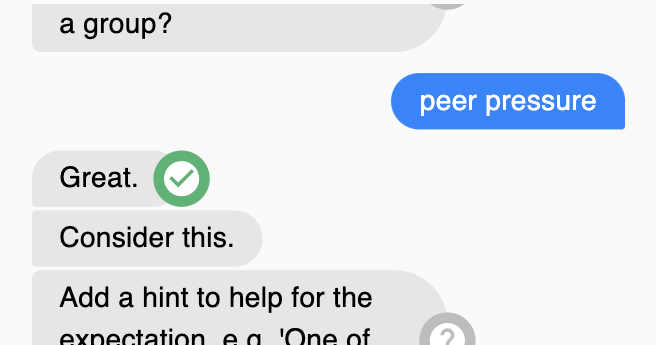 a group?
peer pressure
Great.
Consider this.
Add a hint to help for the
expectation, e.g. 'One of
?